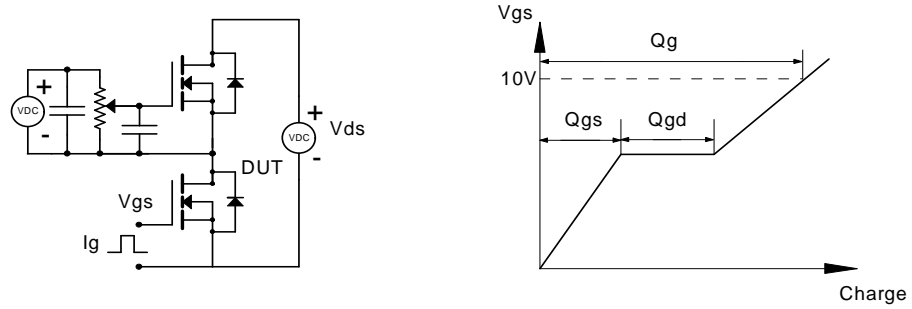 +
VDC
-
+
VDC
-
Vds
DUT
Vgs
Ig
Vgs
Qg
10V
Qgs
Qgd
Charge